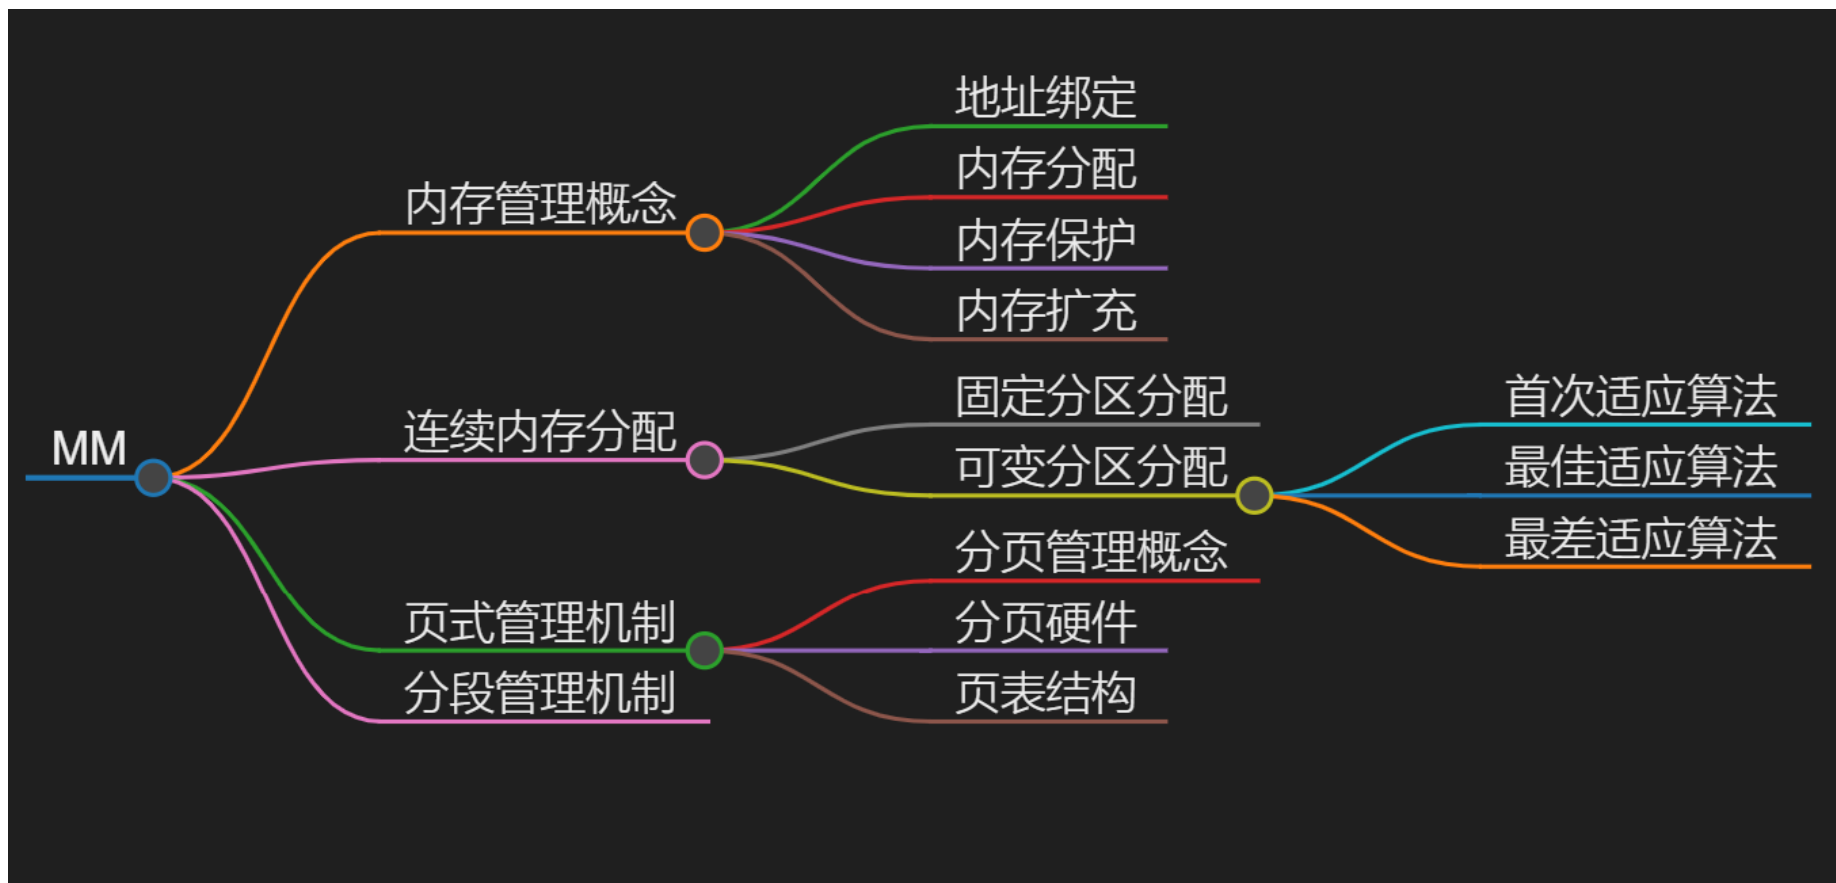 MM
内存管理概念
地址绑定
内存分配
内存保护
内存扩充
连续内存分配
固定分区分配
可变分区分配
首次适应算法
最佳适应算法
最差适应算法
页式管理机制
分页管理概念
分页硬件
页表结构
分段管理机制